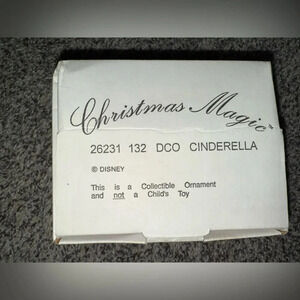 Christmas Magic
26231 132 DCO CINDERELLA
© DISNEY
This is a Collectible Ornament
and not a Child's Toy